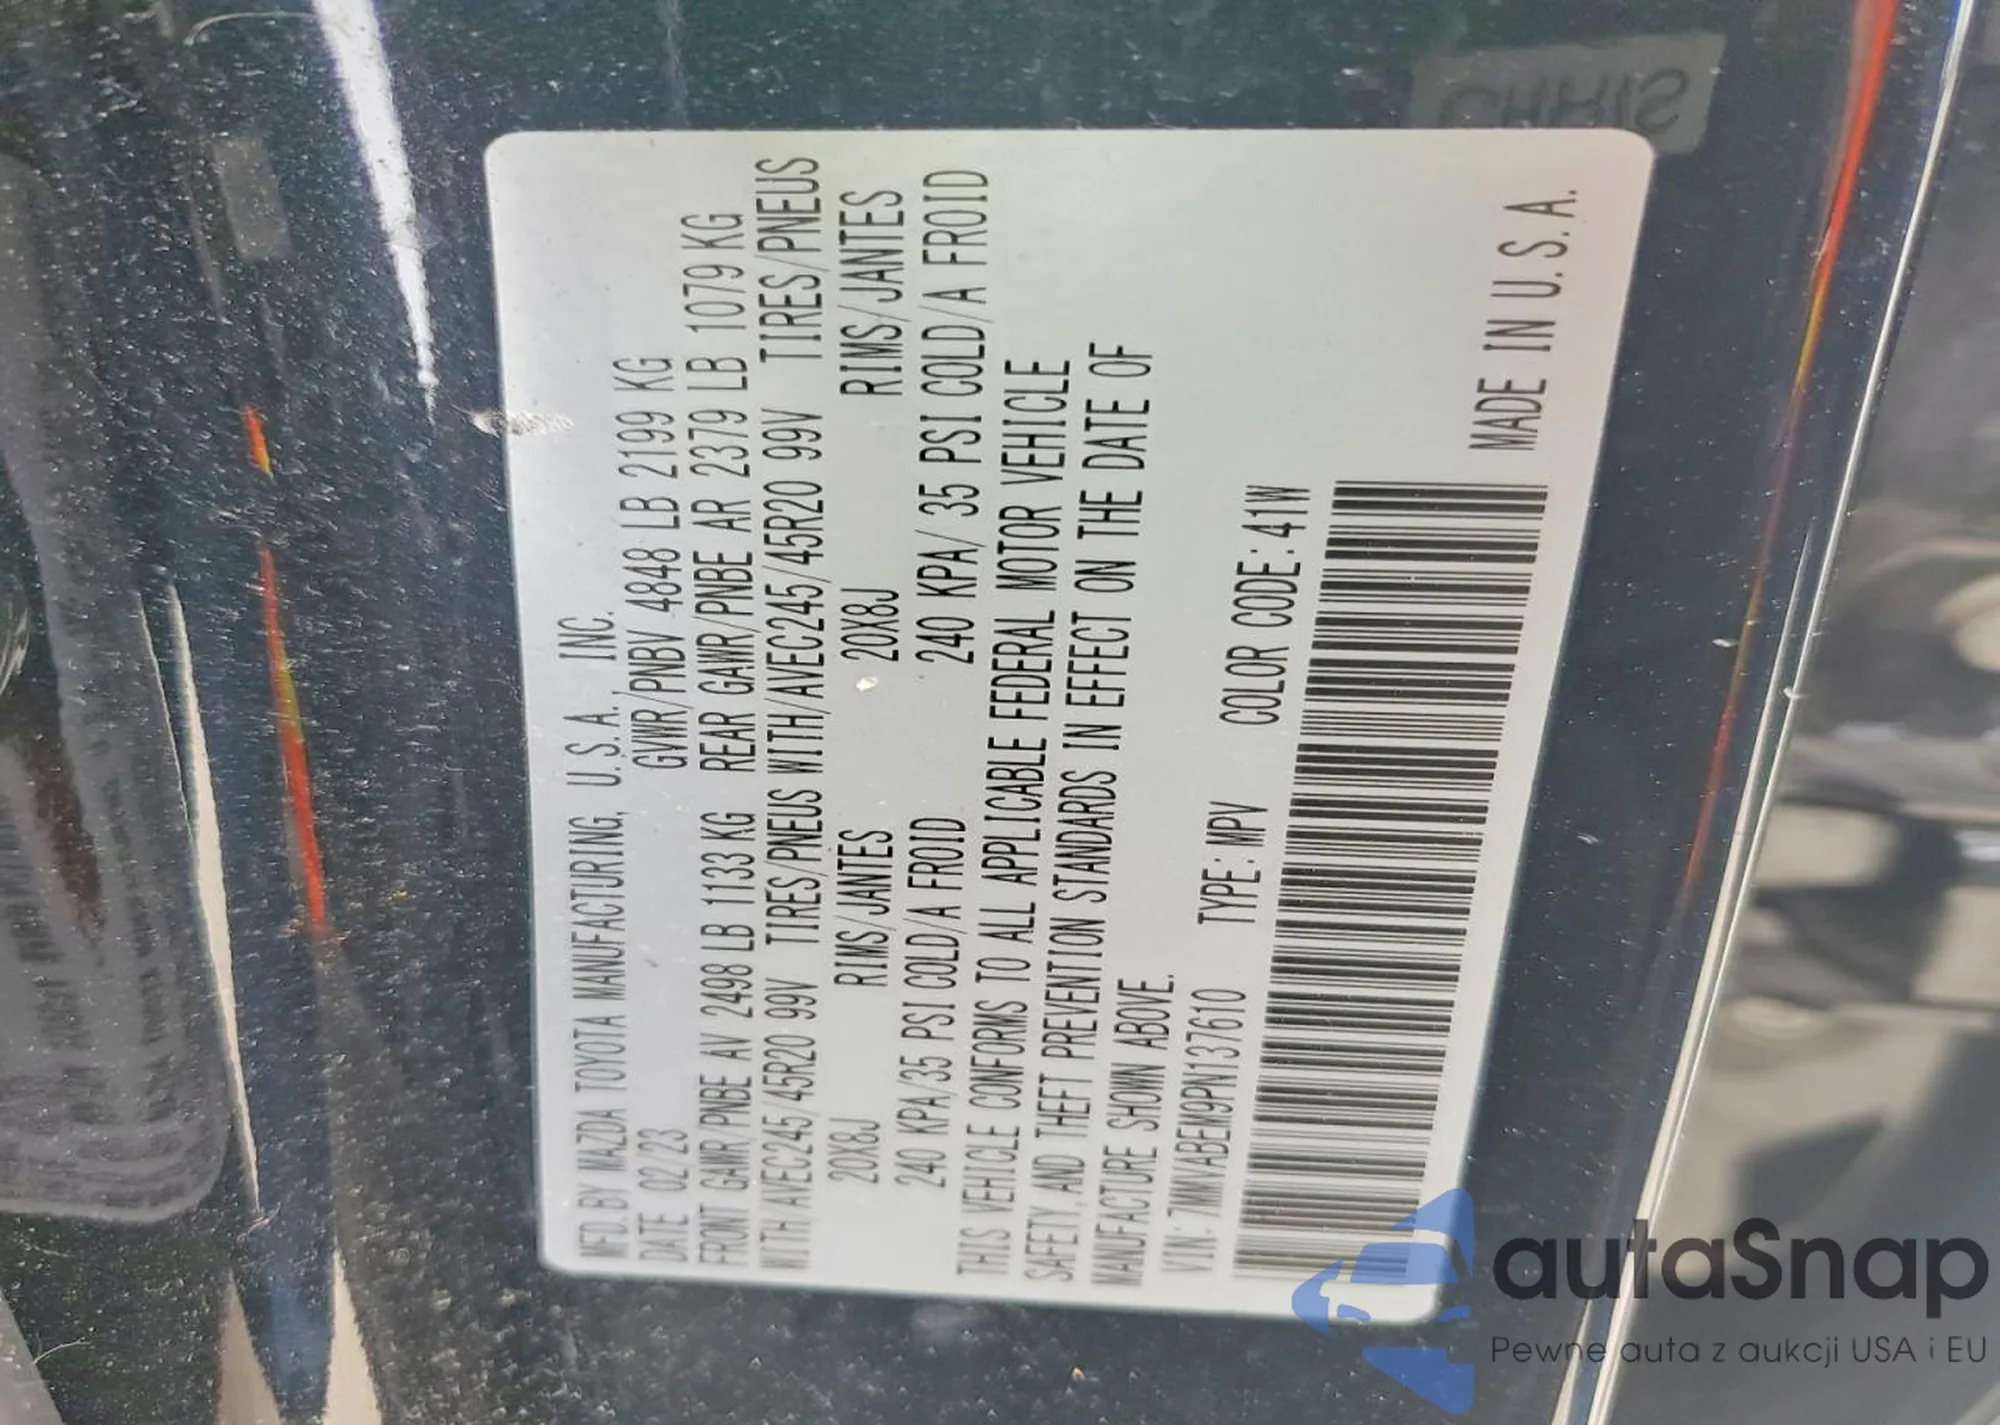 MFD. BY MAZDA TOYOTA MANUFACTURING, U.S.A., INC.
DATE 02 23 GVWR/PNBV 4848 LB 2199 KG
FRONT GAWR/PNBE AV 2498 LB 1133 KG REAR GAWR/PNBE AR 2379 LB 1079 KG
WITH/AVEC245/45R20 99V TIRES/PNEUS WITH/AVEC245/45R20 99V TIRES/PNEUS
20X8J RIMS/JANTES 20X8J RIMS/JANTES
240 KPA/35 PSI COLD/A FROID 240 KPA/ 35 PSI COLD/A FROID
THIS VEHICLE CONFORMS TO ALL APPLICABLE FEDERAL MOTOR VEHICLE
SAFETY, AND THEFT PREVENTION STANDARDS IN EFFECT ON THE DATE OF
MANUFACTURE SHOWN ABOVE.
VIN: 7MMVABEM9PN137610 TYPE: MPV COLOR CODE: 41W
MADE IN U.S.A.
CHRIS
autaSnap
Pewne auta z aukcji USA i EU